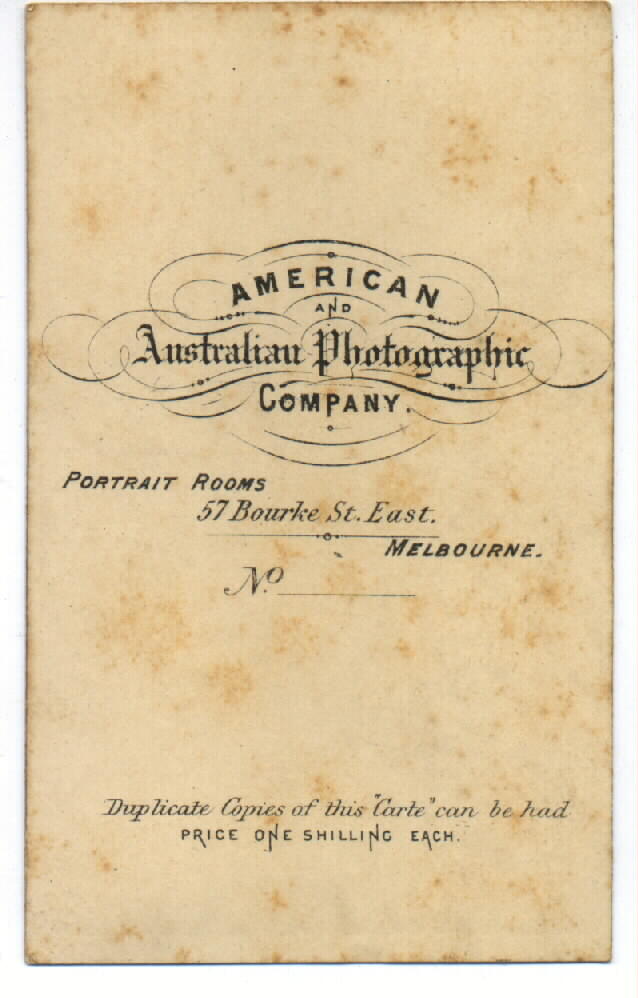 AMERICAN
AND
Australian Photographic
COMPANY.
PORTRAIT ROOMS
57 Bourke St. East.
MELBOURNE.
No.
Duplicate Copies of this "Carte" can be had
PRICE ONE SHILLING EACH.